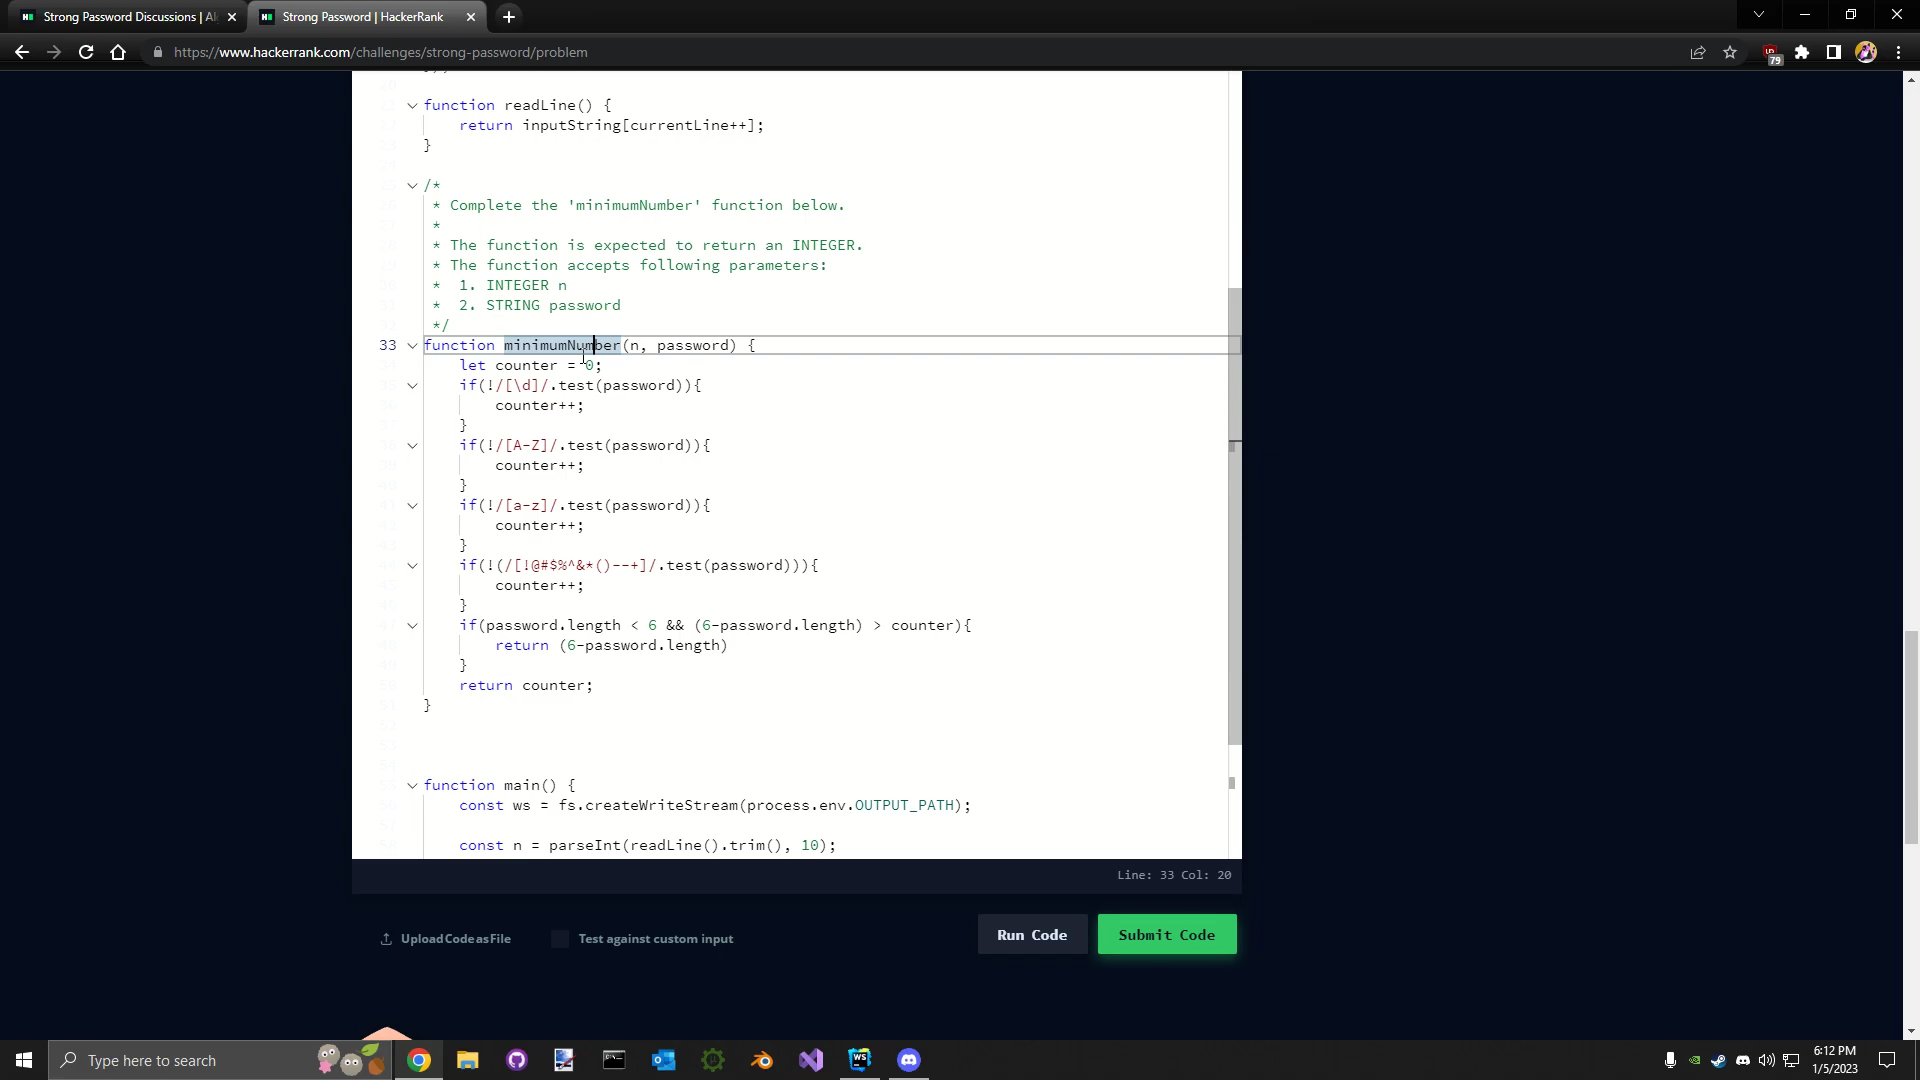 Strong Password Discussions | Al
Strong Password | HackerRank
https://www.hackerrank.com/challenges/strong-password/problem
79
function readLine() {
return inputString[currentLine++];
}
/*
* Complete the 'minimumNumber' function below.
*
* The function is expected to return an INTEGER.
* The function accepts following parameters:
*  1. INTEGER n
*  2. STRING password
*/
33 function minimumNumber(n, password) {
let counter = 0;
if(!/[\d]/.test(password)){
counter++;
}
if(!/[A-Z]/.test(password)){
counter++;
}
if(!/[a-z]/.test(password)){
counter++;
}
if(!(/[!@#$%^&*()--+]/.test(password))){
counter++;
}
if(password.length < 6 && (6-password.length) > counter){
return (6-password.length)
}
return counter;
}
function main() {
const ws = fs.createWriteStream(process.env.OUTPUT_PATH);
const n = parseInt(readLine().trim(), 10);
Line: 33 Col: 20
Upload Code as File
Test against custom input
Run Code
Submit Code
Type here to search
WS
6:12 PM
1/5/2023